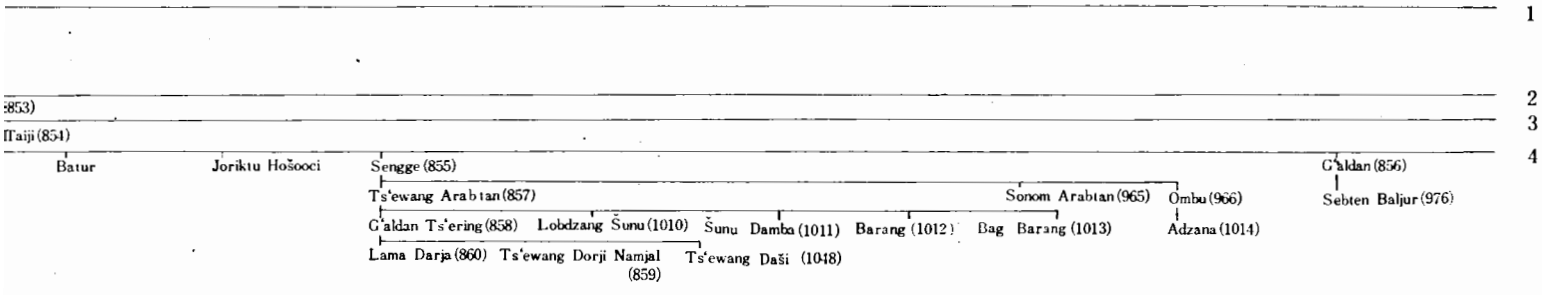 1
2
853)
3
Taiji (854)
4
Batur Joriktu Hošooci Sengge (855) G'aldan (856)
Ts'ewang Arabtan (857) Sonom Arabtan (965) Ombu (966) Sebten Baljur (976)
G'aldan Ts'ering (858) Lobdzang Šunu (1010) Šunu Damba (1011) Barang (1012) Bag Barang (1013) Adzana (1014)
Lama Darja (860) Ts'ewang Dorji Namjal Ts'ewang Daši (1048)
(859)